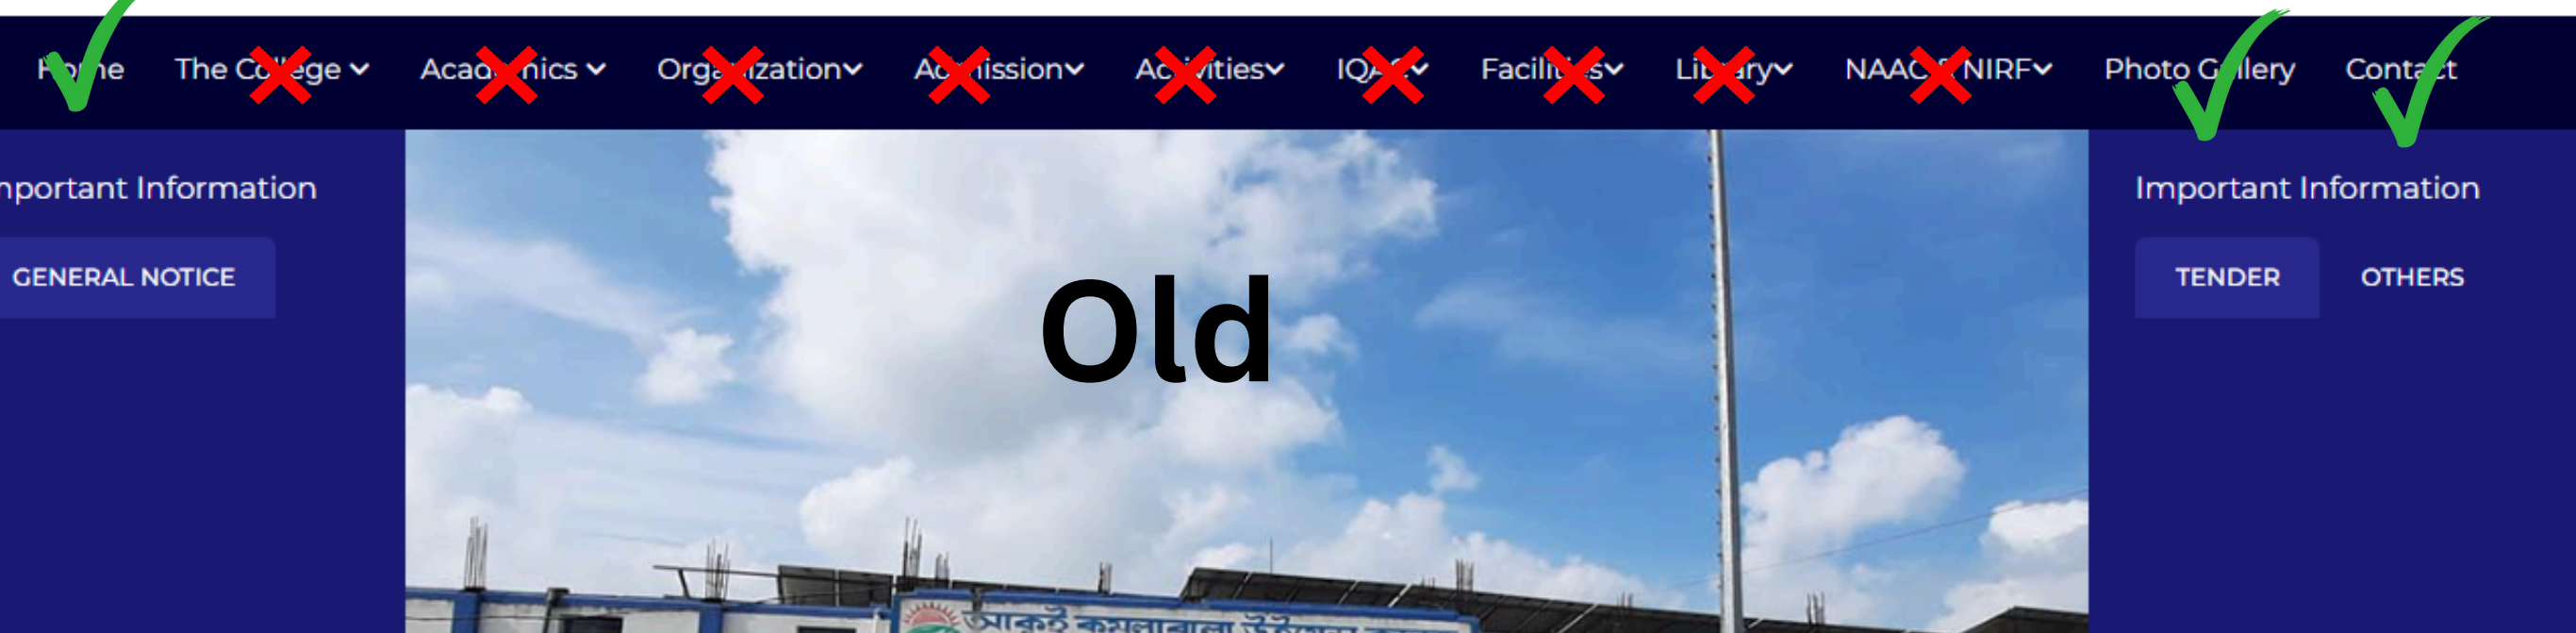 Home The College Academics Organization Admission Activities IQAC Facilities Library NAAC & NIRF Photo Gallery Contact
mportant Information
Important Information
GENERAL NOTICE
TENDER OTHERS
Old